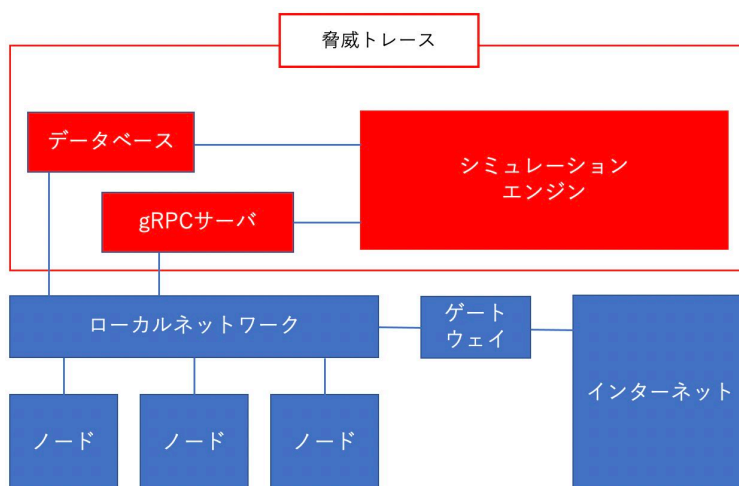 脅威トレース
データベース
シミュレーション
エンジン
gRPCサーバ
ローカルネットワーク
ゲート
ウェイ
インターネット
ノード
ノード
ノード